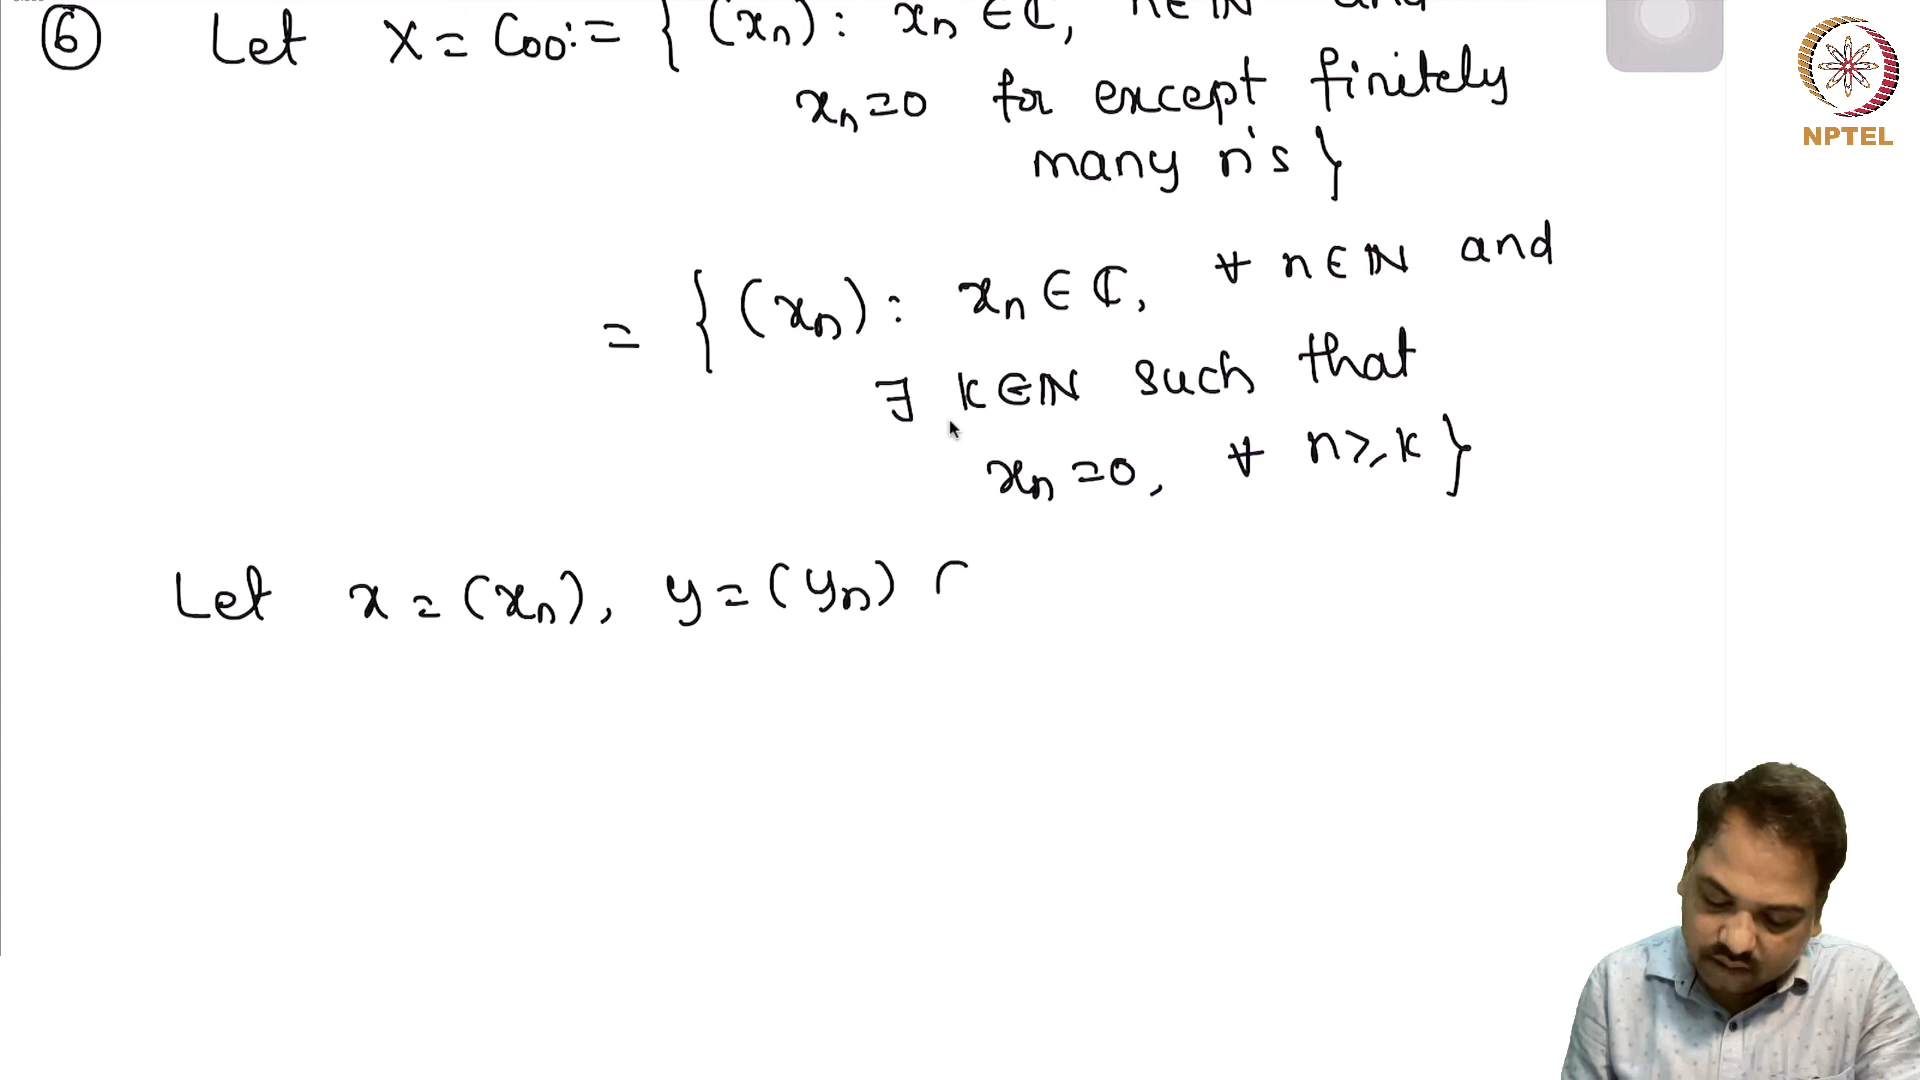 ⑥ Let X = C₀₀ := { (xₙ) : xₙ ∈ ℂ, n ∈ ℕ and
xₙ = 0 for except finitely
many n's }
= { (xₙ) : xₙ ∈ ℂ, ∀ n ∈ ℕ and
∃ k ∈ ℕ such that
xₙ = 0, ∀ n ≥ k }
Let x = (xₙ), y = (yₙ)
NPTEL